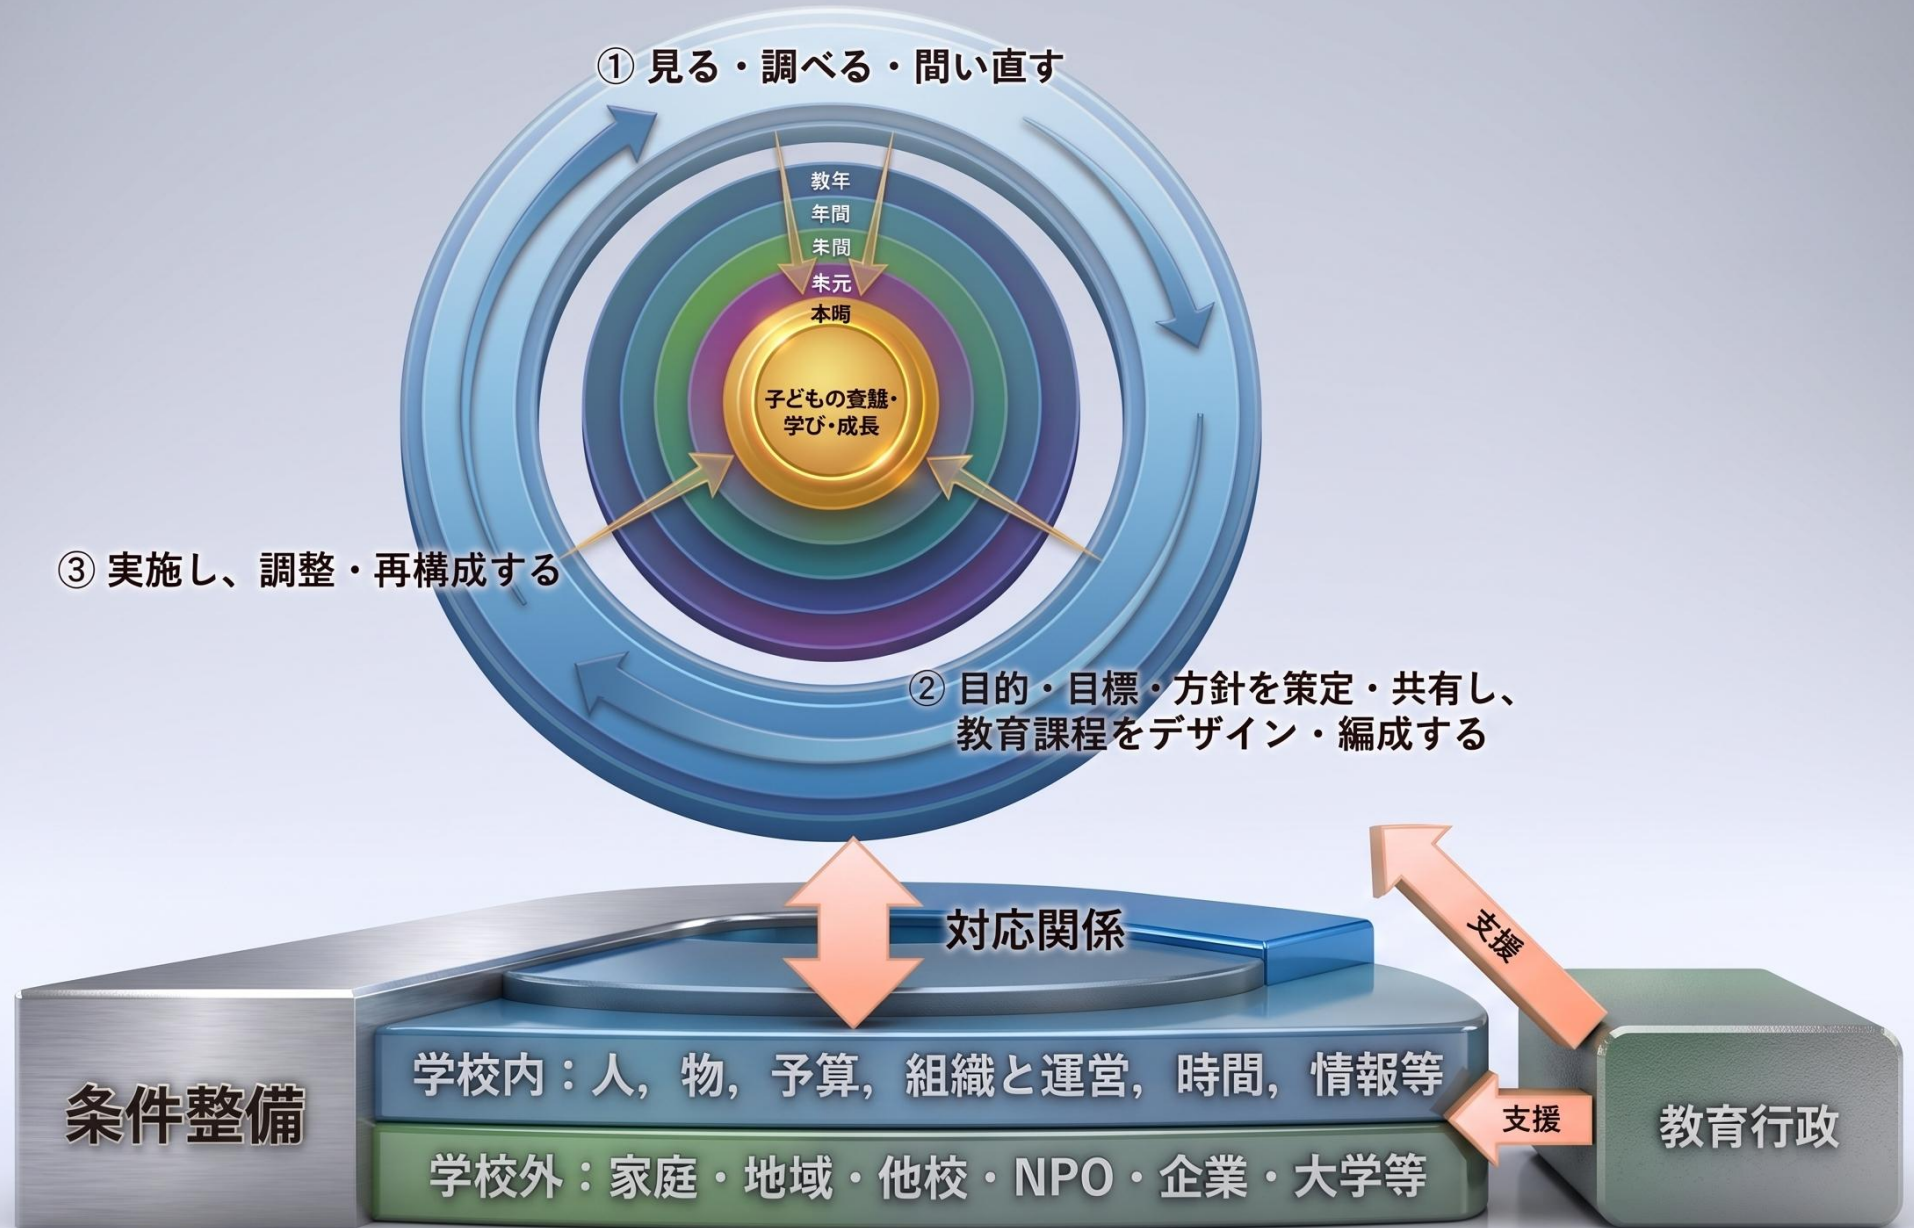 ① 見る・調べる・間い直す
教年
年間
朱間
朱元
子どもの
学び・成長
③ 実施し、調整・再構成する
② 目的・目標・方針を策定・共有し、
教育課程をデザイン・編成する
対応関係
支援
条件整備
学校内：人，物，予算，組織と運営，時間，情報等
支援
教育行政
学校外：家庭・地域・他校・NPO・企業・大学等